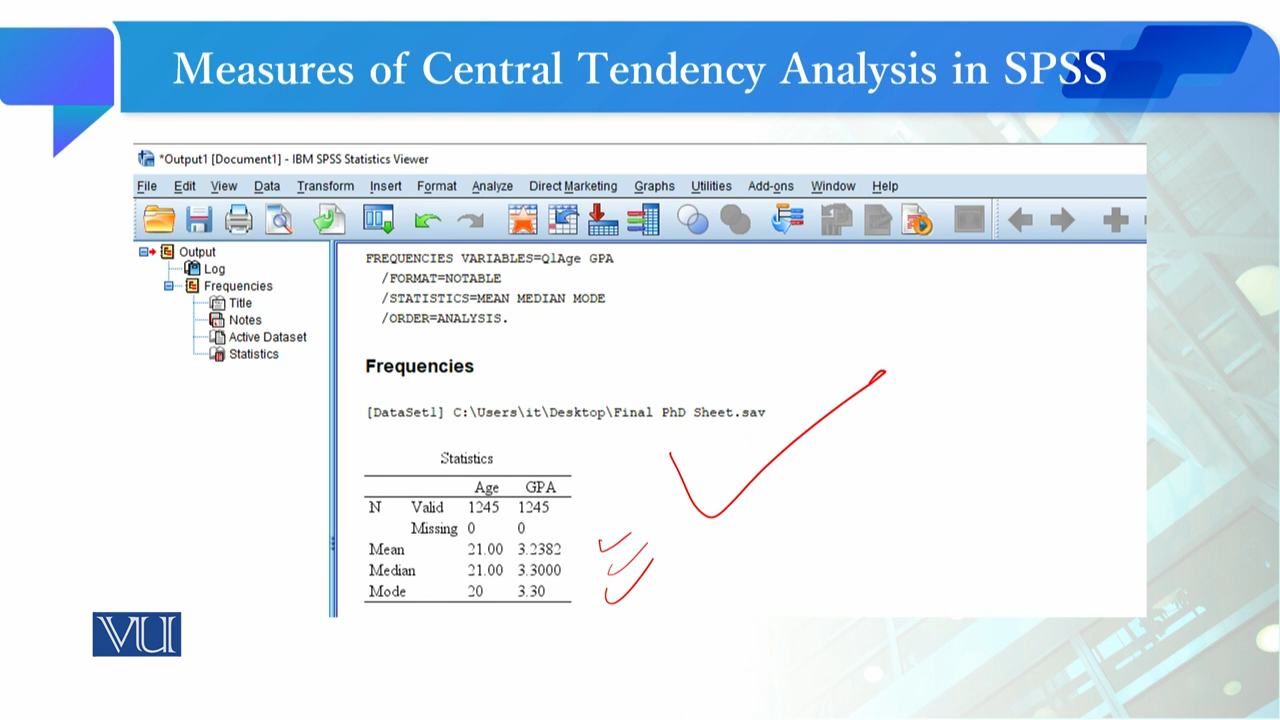 Measures of Central Tendency Analysis in SPSS
*Output1 [Document1] - IBM SPSS Statistics Viewer
File Edit View Data Transform Insert Format Analyze Direct Marketing Graphs Utilities Add-ons Window Help
Output
Log
Frequencies
Title
Notes
Active Dataset
Statistics
FREQUENCIES VARIABLES=Q1Age GPA
/FORMAT=NOTABLE
/STATISTICS=MEAN MEDIAN MODE
/ORDER=ANALYSIS.
Frequencies
[DataSet1] C:\Users\it\Desktop\Final PhD Sheet.sav
Statistics
Age GPA
N Valid 1245 1245
Missing 0 0
Mean 21.00 3.2382
Median 21.00 3.3000
Mode 20 3.30
VU